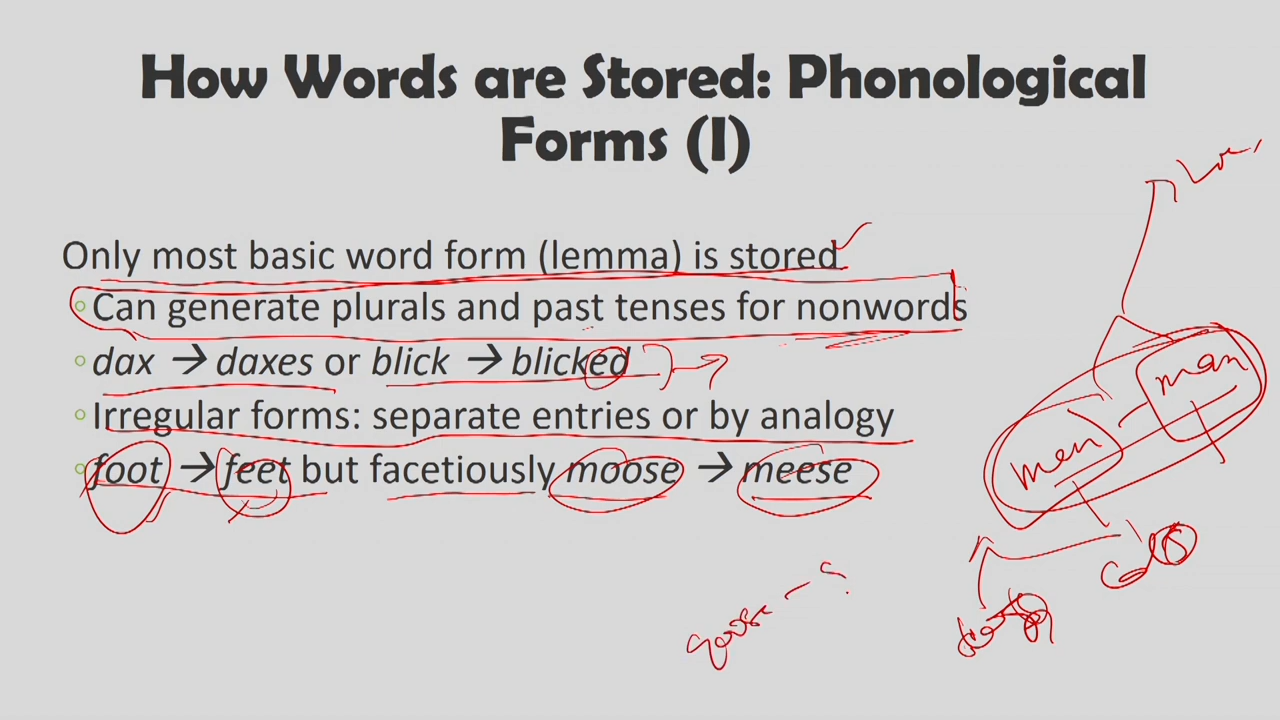 How Words are Stored: Phonological
Forms (I)
Only most basic word form (lemma) is stored
◦Can generate plurals and past tenses for nonwords
◦dax → daxes or blick → blicked
◦Irregular forms: separate entries or by analogy
◦foot → feet but facetiously moose → meese
men – man
goose – ?